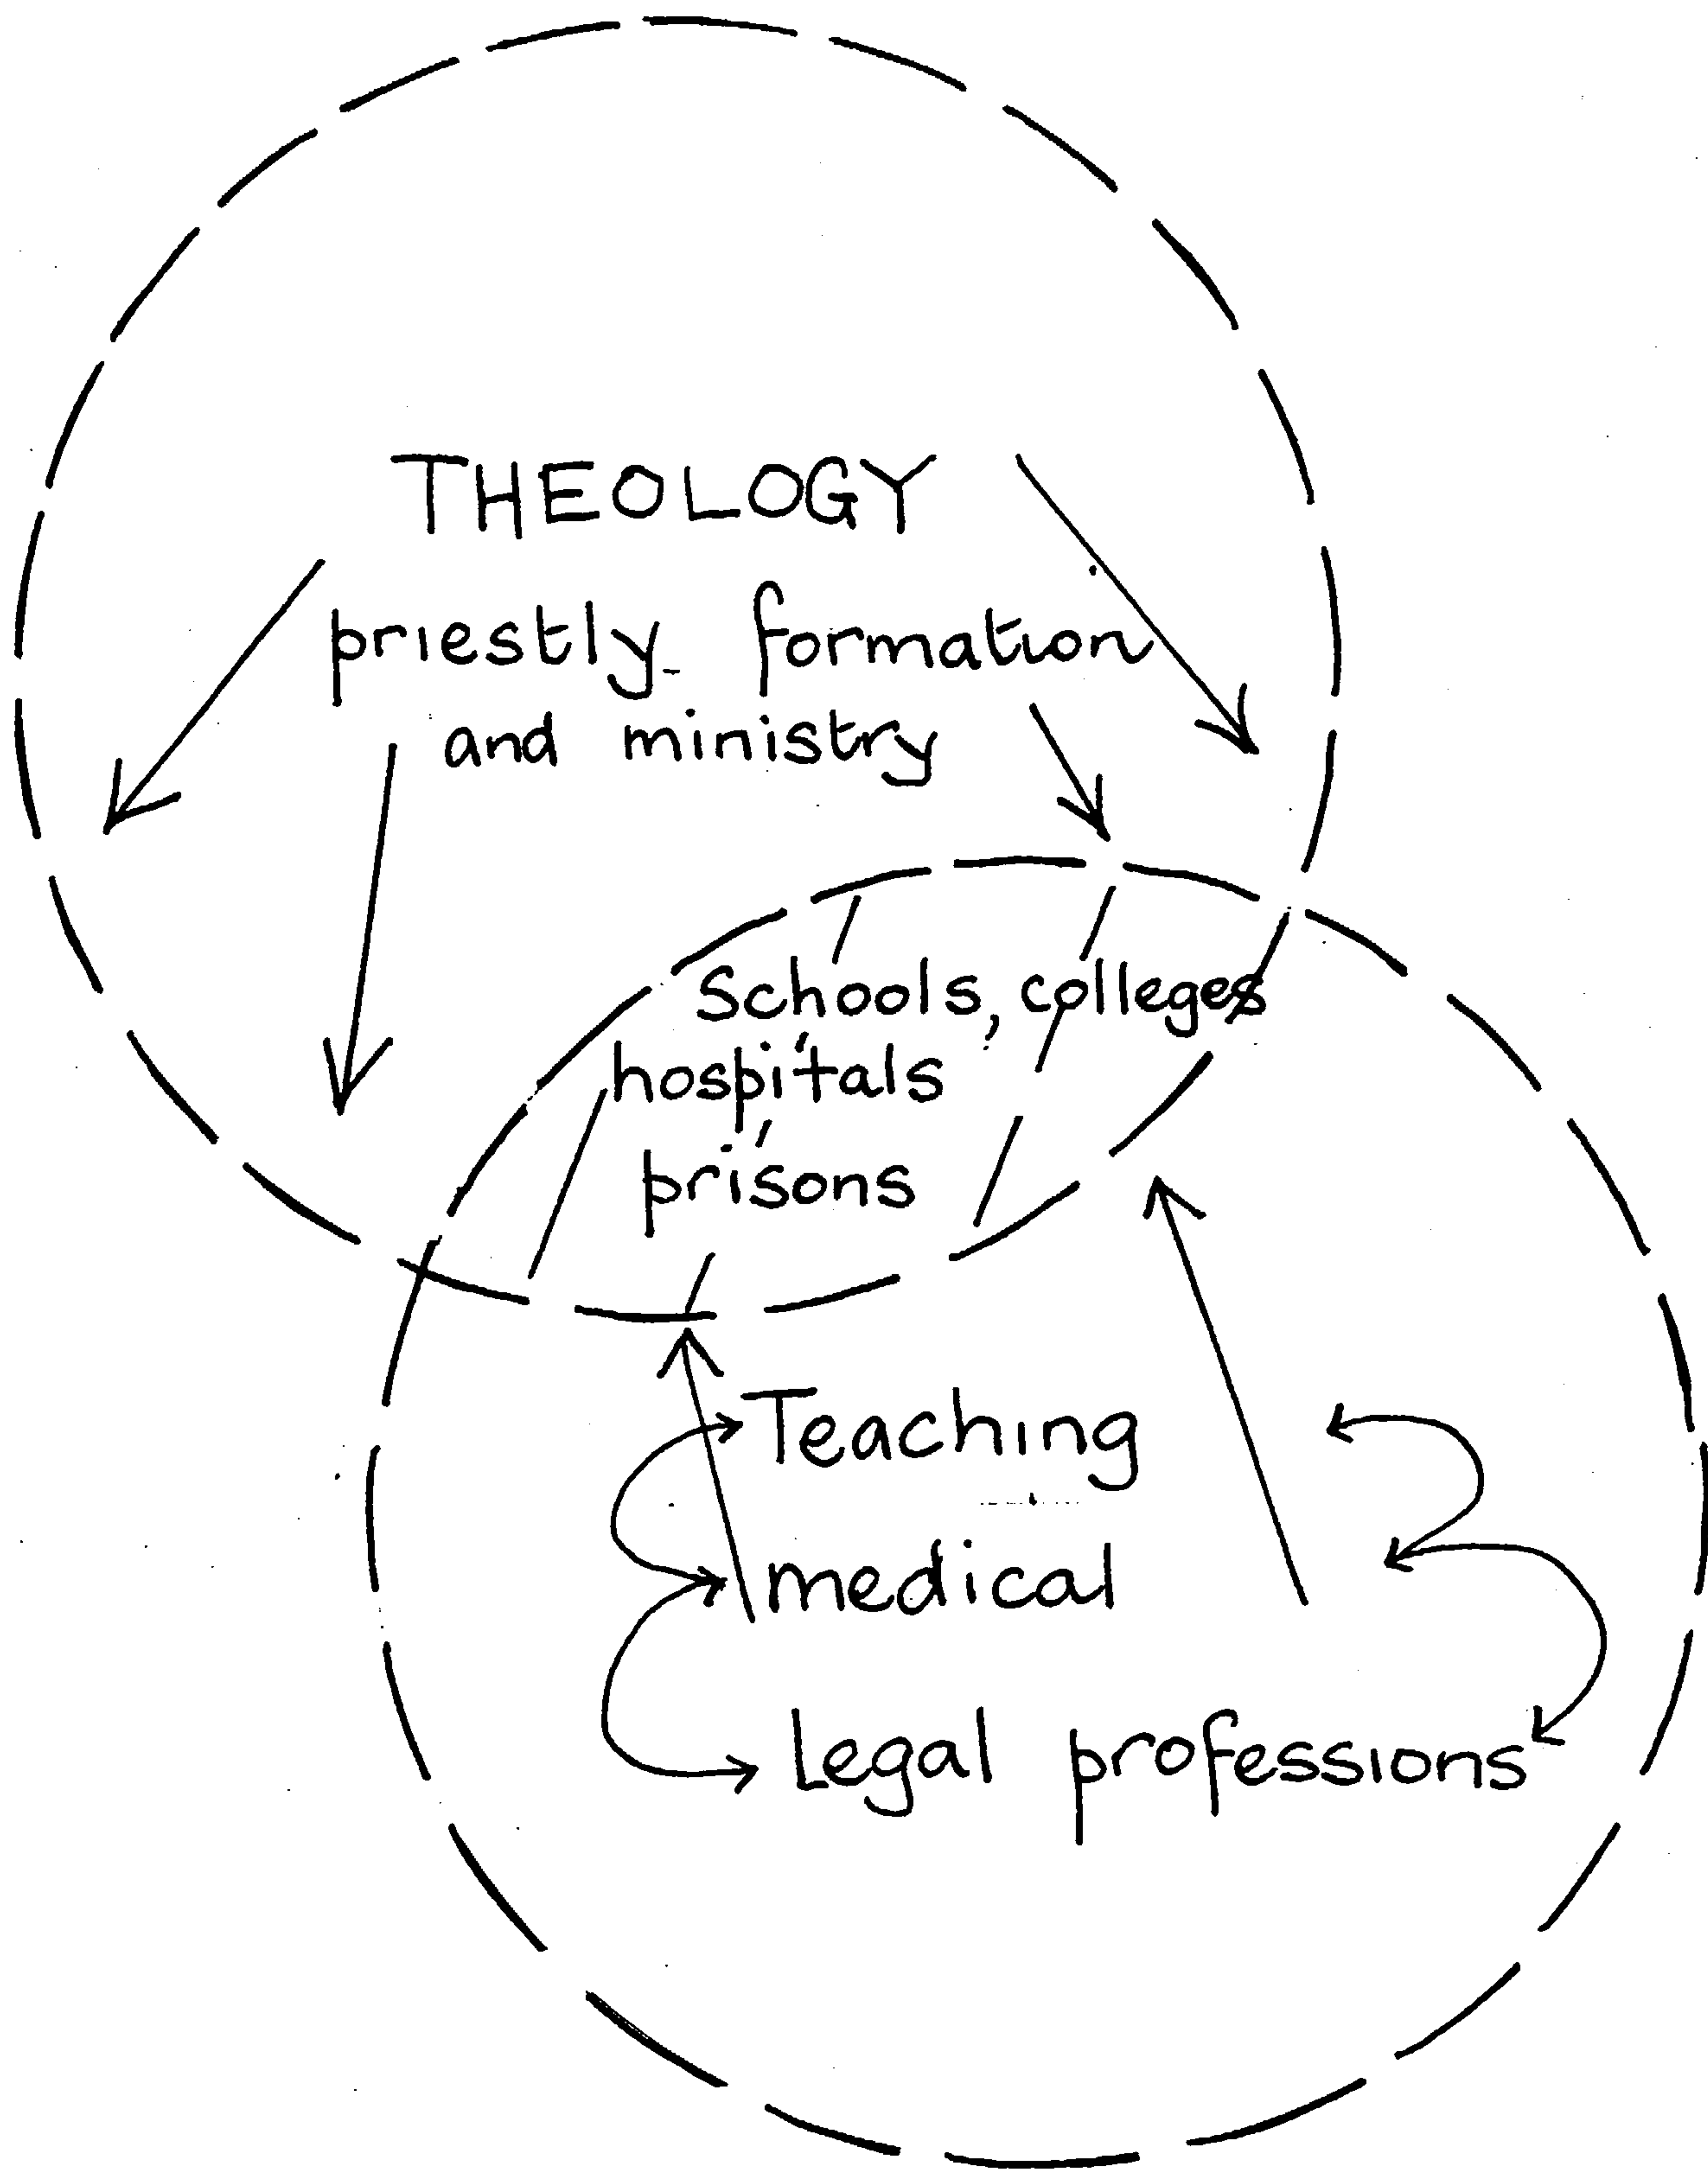 THEOLOGY
priestly formation
and ministry
Schools, colleges
hospitals
prisons
Teaching
medical
Legal professions